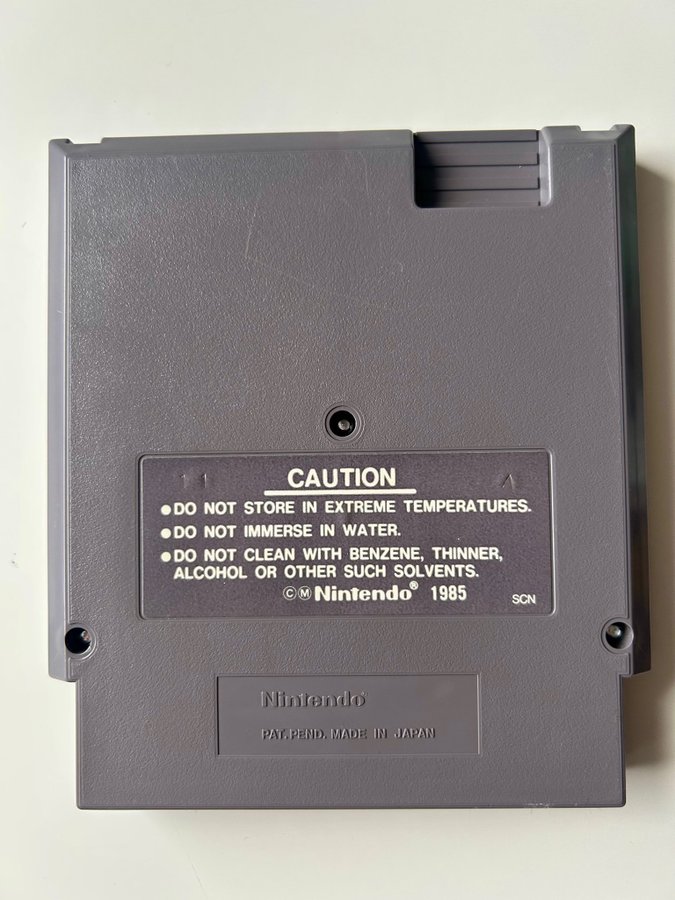 11 A
CAUTION
●DO NOT STORE IN EXTREME TEMPERATURES.
●DO NOT IMMERSE IN WATER.
●DO NOT CLEAN WITH BENZENE, THINNER,
ALCOHOL OR OTHER SUCH SOLVENTS.
©Ⓜ Nintendo® 1985 SCN
Nintendo®
PAT. PEND. MADE IN JAPAN